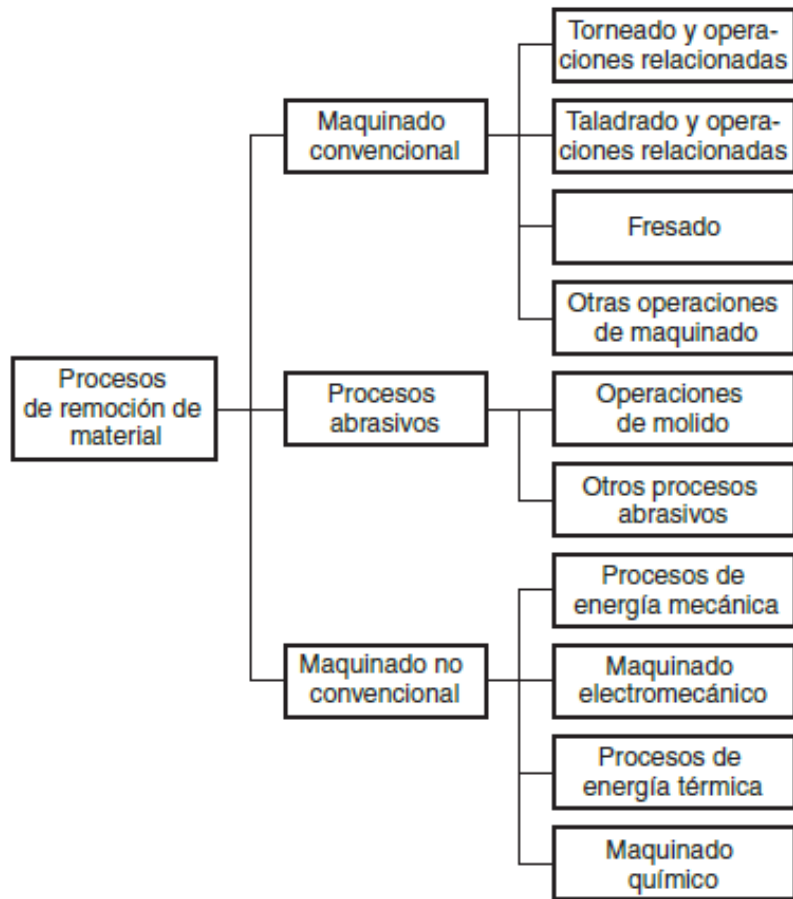 Procesos
de remoción de
material
Maquinado
convencional
Torneado y opera-
ciones relacionadas
Taladrado y opera-
ciones relacionadas
Fresado
Otras operaciones
de maquinado
Procesos
abrasivos
Operaciones
de molido
Otros procesos
abrasivos
Maquinado no
convencional
Procesos de
energía mecánica
Maquinado
electromecánico
Procesos de
energía térmica
Maquinado
químico